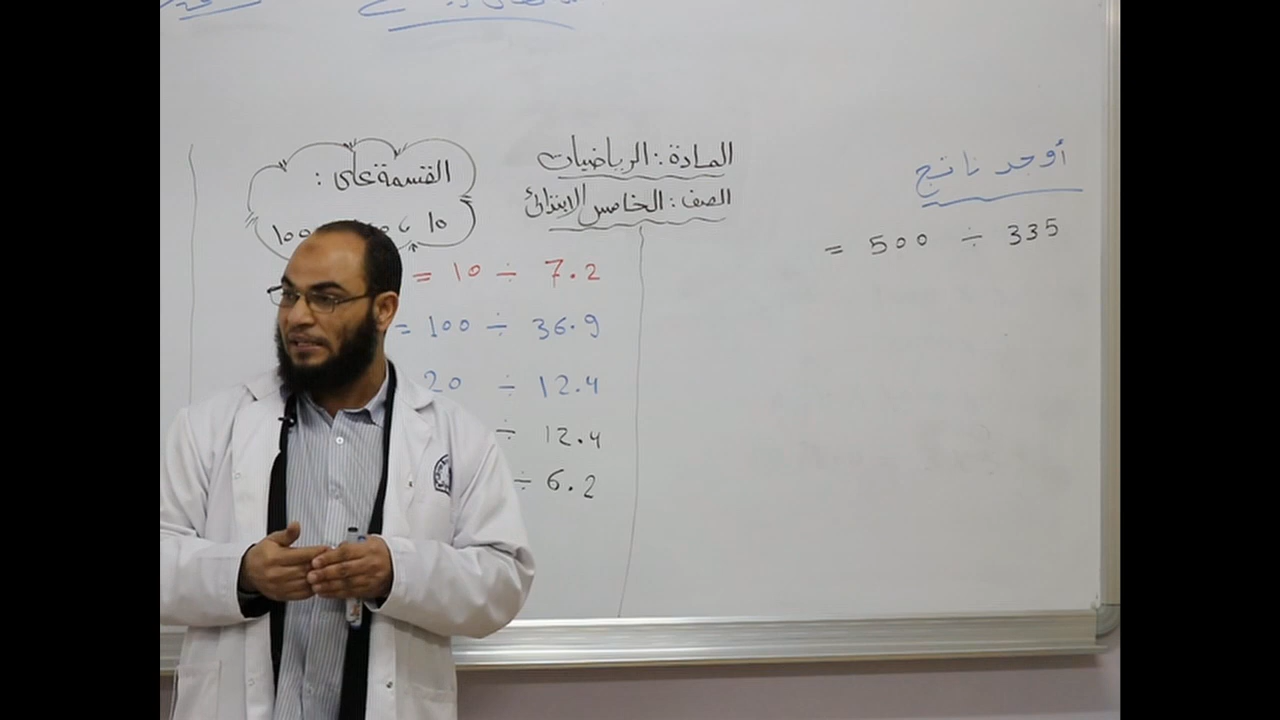 المادة : الرياضيات
الصف : الخامس الابتدائي
أوجد ناتج
335 ÷ 500 =
القسمة على :
10 ،
7.2 ÷ 10 =
36.9 ÷ 100 =
12.4 ÷ 20
12.4 ÷
6.2 ÷